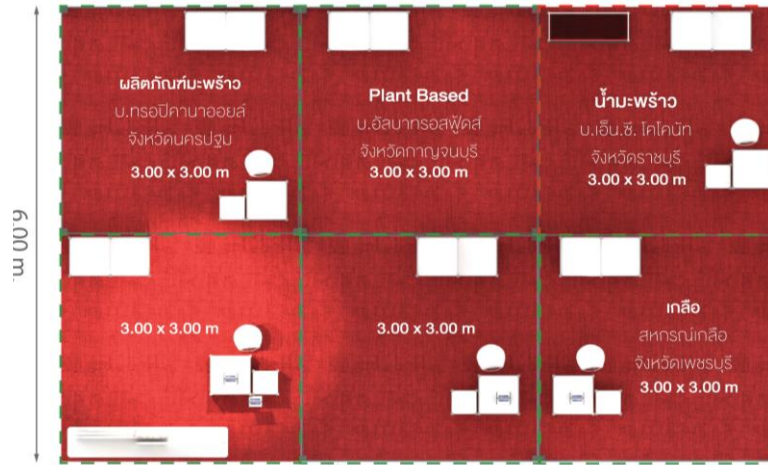 ผลิตภัณฑ์มะพร้าว
บ.ทรอปิคานาออยล์
จังหวัดนครปฐม
3.00 x 3.00 m
Plant Based
บ.อัลบาทรอสฟู้ดส์
จังหวัดกาญจนบุรี
3.00 x 3.00 m
น้ำมะพร้าว
บ.เอ็น.ซี. โคโคนัท
จังหวัดราชบุรี
3.00 x 3.00 m
6.00 m
3.00 x 3.00 m
3.00 x 3.00 m
เกลือ
สหกรณ์เกลือ
จังหวัดเพชรบุรี
3.00 x 3.00 m